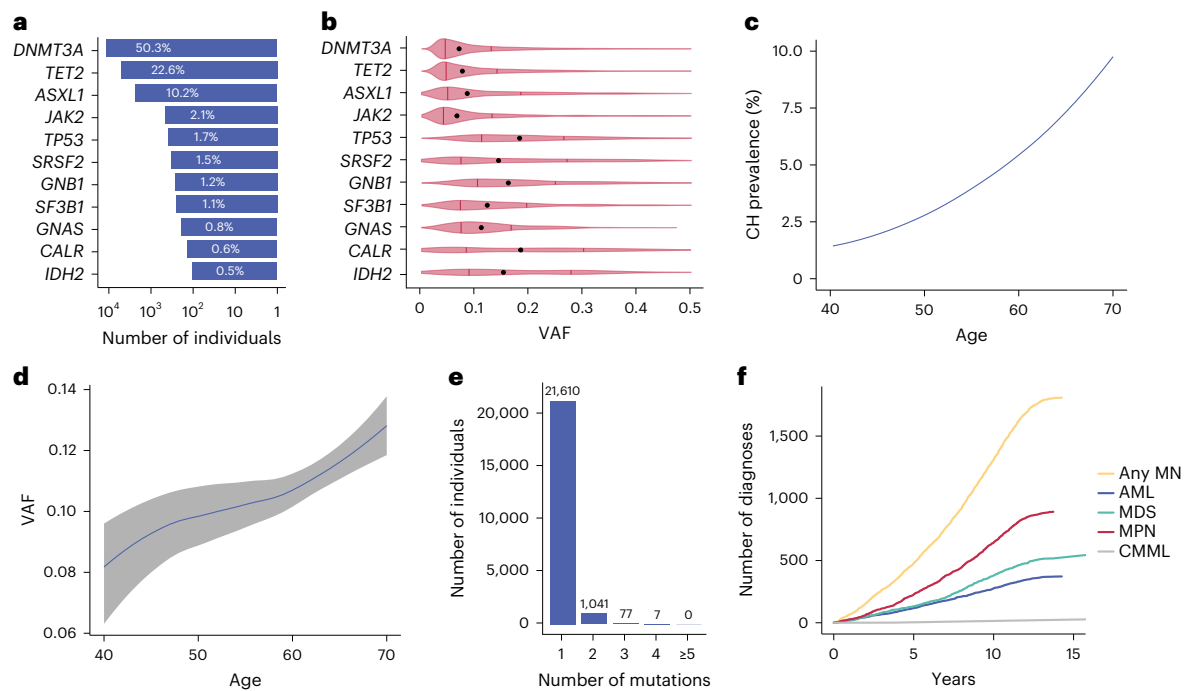 a
DNMT3A 50.3%
TET2 22.6%
ASXL1 10.2%
JAK2 2.1%
TP53 1.7%
SRSF2 1.5%
GNB1 1.2%
SF3B1 1.1%
GNAS 0.8%
CALR 0.6%
IDH2 0.5%
10⁴ 10³ 10² 10 1
Number of individuals
b
DNMT3A
TET2
ASXL1
JAK2
TP53
SRSF2
GNB1
SF3B1
GNAS
CALR
IDH2
0 0.1 0.2 0.3 0.4 0.5
VAF
c
CH prevalence (%)
10.0
7.5
5.0
2.5
0
40 50 60 70
Age
d
VAF
0.14
0.12
0.10
0.08
0.06
40 50 60 70
Age
e
Number of individuals
20,000
15,000
10,000
5,000
0
21,610
1,041
77
7
0
1 2 3 4 ≥5
Number of mutations
f
Number of diagnoses
1,500
1,000
500
0
0 5 10 15
Years
Any MN
AML
MDS
MPN
CMML